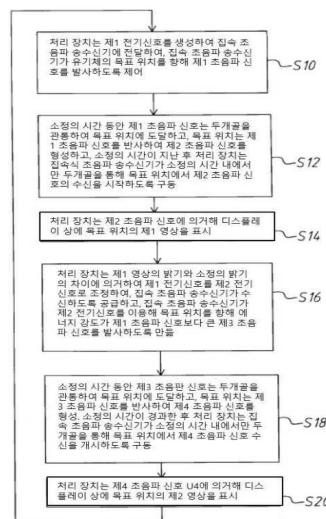 처리 장치는 제1 전기신호를 생성하여 집속 초
음파 송수신기에 전달하여, 집속 초음파 송수신
기가 유기체의 목표 위치를 향해 제1 초음파 신
호를 발사하도록 제어
S10
소정의 시간 동안 제1 초음파 신호는 두개골을
관통하여 목표 위치에 도달하고, 목표 위치는 제
1 초음파 신호를 반사하여 제2 초음파 신호를
형성하고, 소정의 시간이 지난 후 처리 장치는
집속식 초음파 송수신기가 소정의 시간 내에서
만 두개골을 통해 목표 위치에서 제2 초음파 신
호의 수신을 시작하도록 구동
S12
처리 장치는 제2 초음파 신호에 의거해 디스플레
이 상에 목표 위치의 제1 영상을 표시
S14
처리 장치는 제1 영상의 밝기와 소정의 밝기
의 차이에 의거하여 제1 전기신호를 제2 전기
신호로 조정하여, 집속 초음파 송수신기가 수
신하도록 공급하고, 집속 초음파 송수신기가
제2 전기신호를 이용해 목표 위치를 향해 에
너지 강도가 제1 초음파 신호보다 큰 제3 초음
파 신호를 발사하도록 만듦
S16
소정의 시간 동안 제3 초음판 신호는 두개골을
관통하여 목표 위치에 도달하고, 목표 위치는 제
3 초음파 신호를 반사하여 제4 초음파 신호를
형성. 소정의 시간이 경과한 후 처리 장치는 집속
초음파 송수신기가 소정의 시간 내에서만 두
개골을 통해 목표 위치에서 제4 초음파 신호 수
신을 개시하도록 구동
S18
처리 장치는 제4 초음파 신호 U4에 의거해 디스
플레이 상에 목표 위치의 제2 영상을 표시
S20